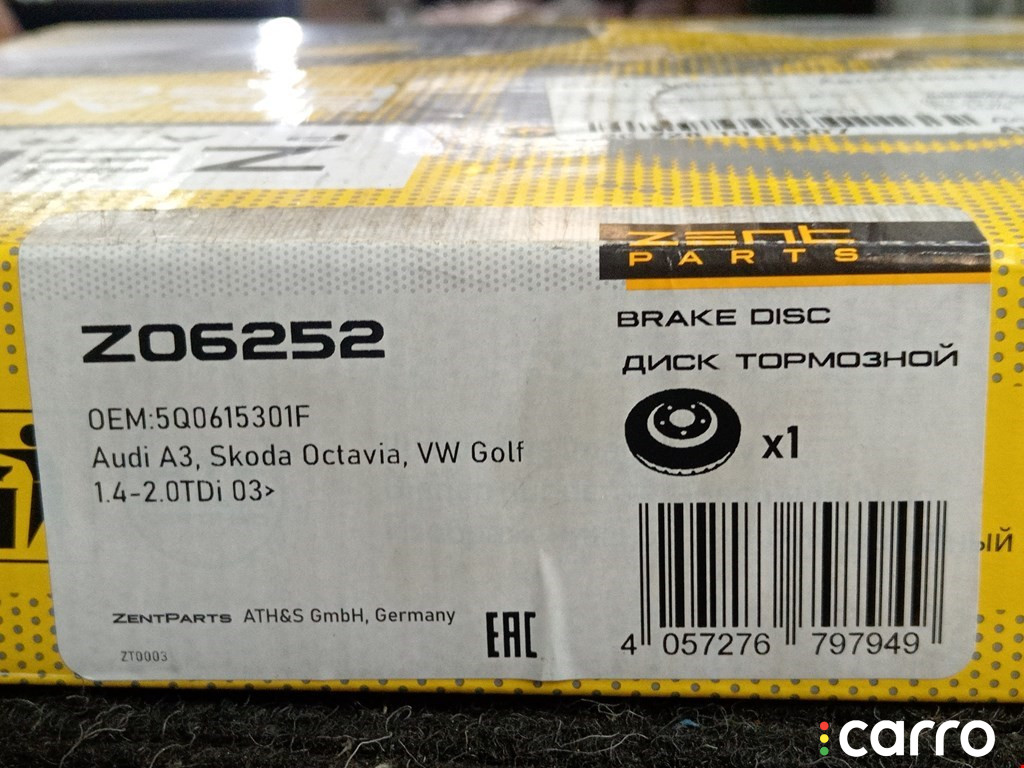 zent
PARTS
Z06252
BRAKE DISC
ДИСК ТОРМОЗНОЙ
x1
OEM:5Q0615301F
Audi A3, Skoda Octavia, VW Golf
1.4-2.0TDi 03>
ZENTPARTS ATH&S GmbH, Germany
ZT0003
EAC
4 057276 797949
ый
carro